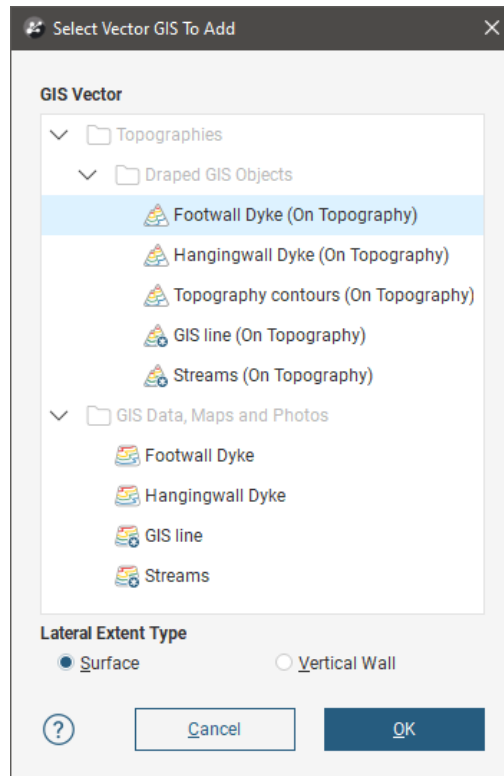 Select Vector GIS To Add
GIS Vector
Topographies
Draped GIS Objects
Footwall Dyke (On Topography)
Hangingwall Dyke (On Topography)
Topography contours (On Topography)
GIS line (On Topography)
Streams (On Topography)
GIS Data, Maps and Photos
Footwall Dyke
Hangingwall Dyke
GIS line
Streams
Lateral Extent Type
Surface Vertical Wall
? Cancel OK